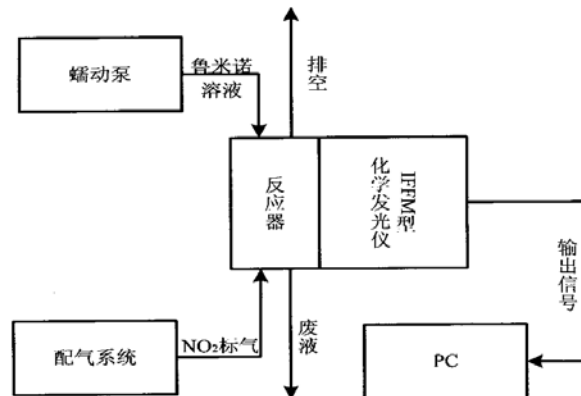 蠕动泵
鲁米诺
溶液
排空
反应器
IFFM型
化学发光仪
输出信号
配气系统
NO₂标气
废液
PC